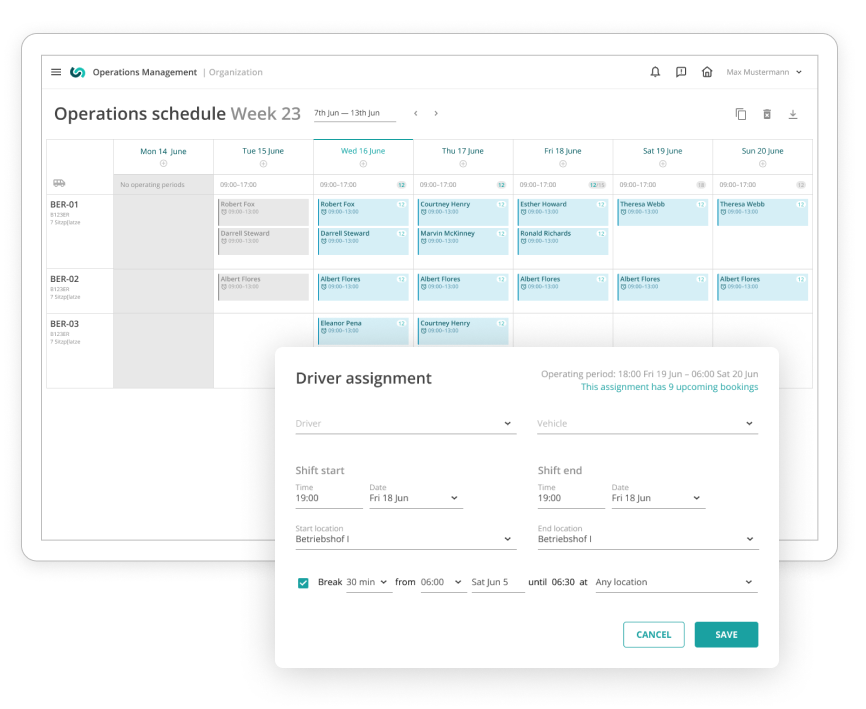 Operations Management | Organization
Max Mustermann
Operations schedule Week 23 7th Jun — 13th Jun
Mon 14 June Tue 15 June Wed 16 June Thu 17 June Fri 18 June Sat 19 June Sun 20 June
No operating periods 09:00–17:00 09:00–17:00 12 09:00–17:00 12 09:00–17:00 09:00–17:00 09:00–17:00
BER-01 Robert Fox Robert Fox 12 Courtney Henry 12 Esther Howard 12 Theresa Webb 12 Theresa Webb 12
B123ER 09:00–13:00 09:00–13:00 09:00–13:00 09:00–13:00 09:00–13:00 09:00–13:00
Darrell Steward Darrell Steward 12 Marvin McKinney 12 Ronald Richards 12
09:00–13:00 09:00–13:00 09:00–13:00 09:00–13:00
BER-02 Albert Flores Albert Flores 12 Albert Flores 12 Albert Flores 12 Albert Flores 12 Albert Flores 12
B123ER 09:00–13:00 09:00–13:00 09:00–13:00 09:00–13:00 09:00–13:00 09:00–13:00
BER-03 Eleanor Pena 12 Courtney Henry 12
B123ER 09:00–13:00 09:00–13:00
Driver assignment
Operating period: 18:00 Fri 19 Jun – 06:00 Sat 20 Jun
This assignment has 9 upcoming bookings
Driver Vehicle
Shift start Shift end
Time Date Time Date
19:00 Fri 18 Jun 19:00 Fri 18 Jun
Start location End location
Betriebshof I Betriebshof I
Break 30 min from 06:00 Sat Jun 5 until 06:30 at Any location
CANCEL SAVE